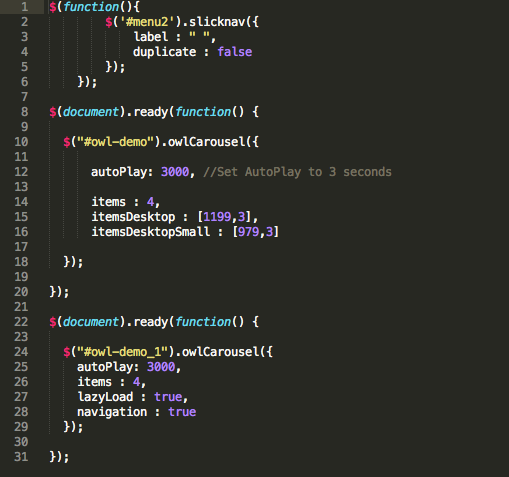 1 $(function(){
2         $('#menu2').slicknav({
3             label : " ",
4             duplicate : false
5         });
6     });
7
8 $(document).ready(function() {
9
10   $("#owl-demo").owlCarousel({
11
12       autoPlay: 3000, //Set AutoPlay to 3 seconds
13
14       items : 4,
15       itemsDesktop : [1199,3],
16       itemsDesktopSmall : [979,3]
17
18   });
19
20 });
21
22 $(document).ready(function() {
23
24   $("#owl-demo_1").owlCarousel({
25     autoPlay: 3000,
26     items : 4,
27     lazyLoad : true,
28     navigation : true
29   });
30
31 });